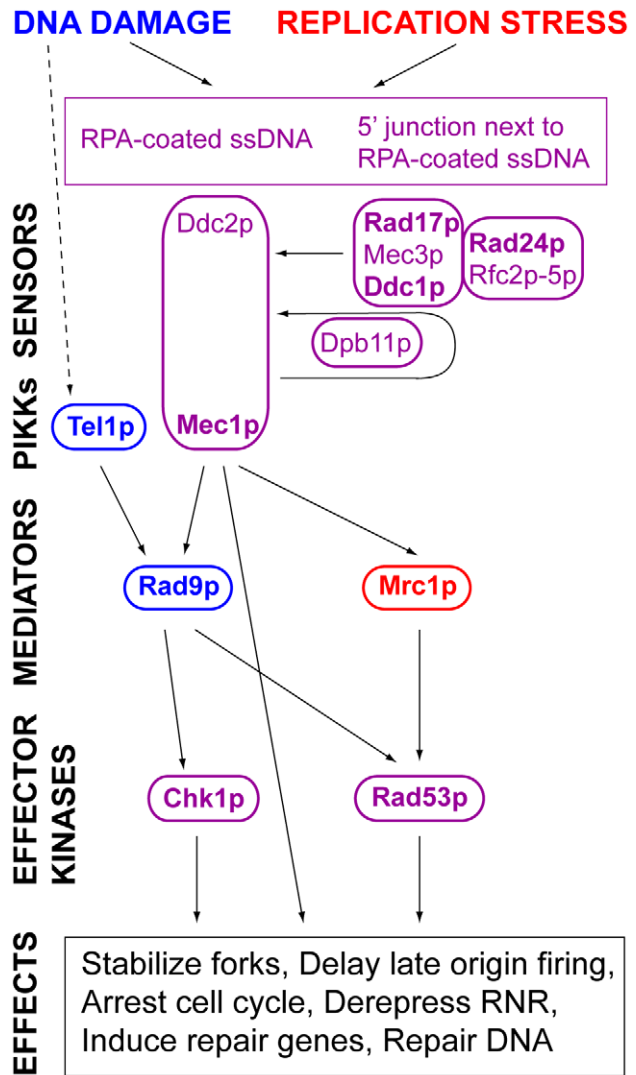 DNA DAMAGE
REPLICATION STRESS
RPA-coated ssDNA
5’ junction next to
RPA-coated ssDNA
SENSORS
Ddc2p
Rad17p
Mec3p
Ddc1p
Rad24p
Rfc2p-5p
Dpb11p
PIKKs
Tel1p
Mec1p
MEDIATORS
Rad9p
Mrc1p
EFFECTOR
KINASES
Chk1p
Rad53p
EFFECTS
Stabilize forks, Delay late origin firing,
Arrest cell cycle, Derepress RNR,
Induce repair genes, Repair DNA